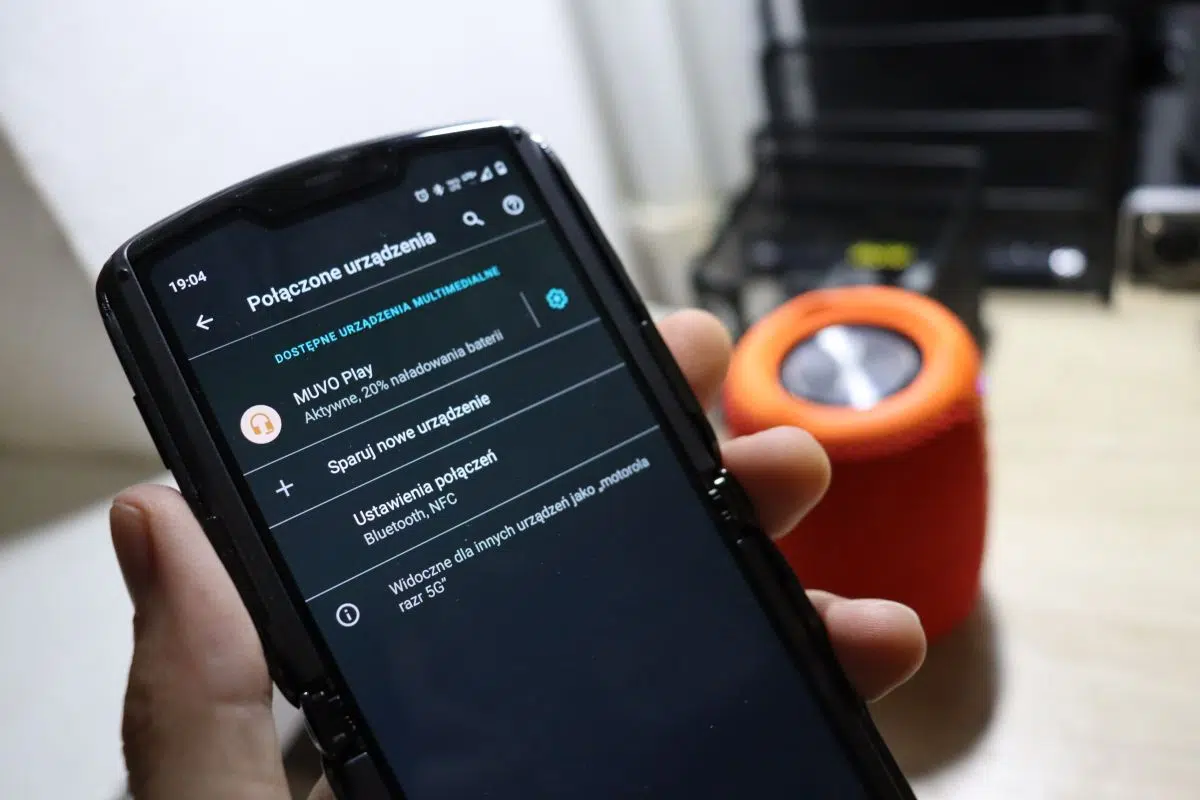 19:04
Połączone urządzenia
DOSTĘPNE URZĄDZENIA MULTIMEDIALNE
MUVO Play
Aktywne, 20% naładowania baterii
Sparuj nowe urządzenie
Ustawienia połączeń
Bluetooth, NFC
Widoczne dla innych urządzeń jako „motorola
razr 5G”